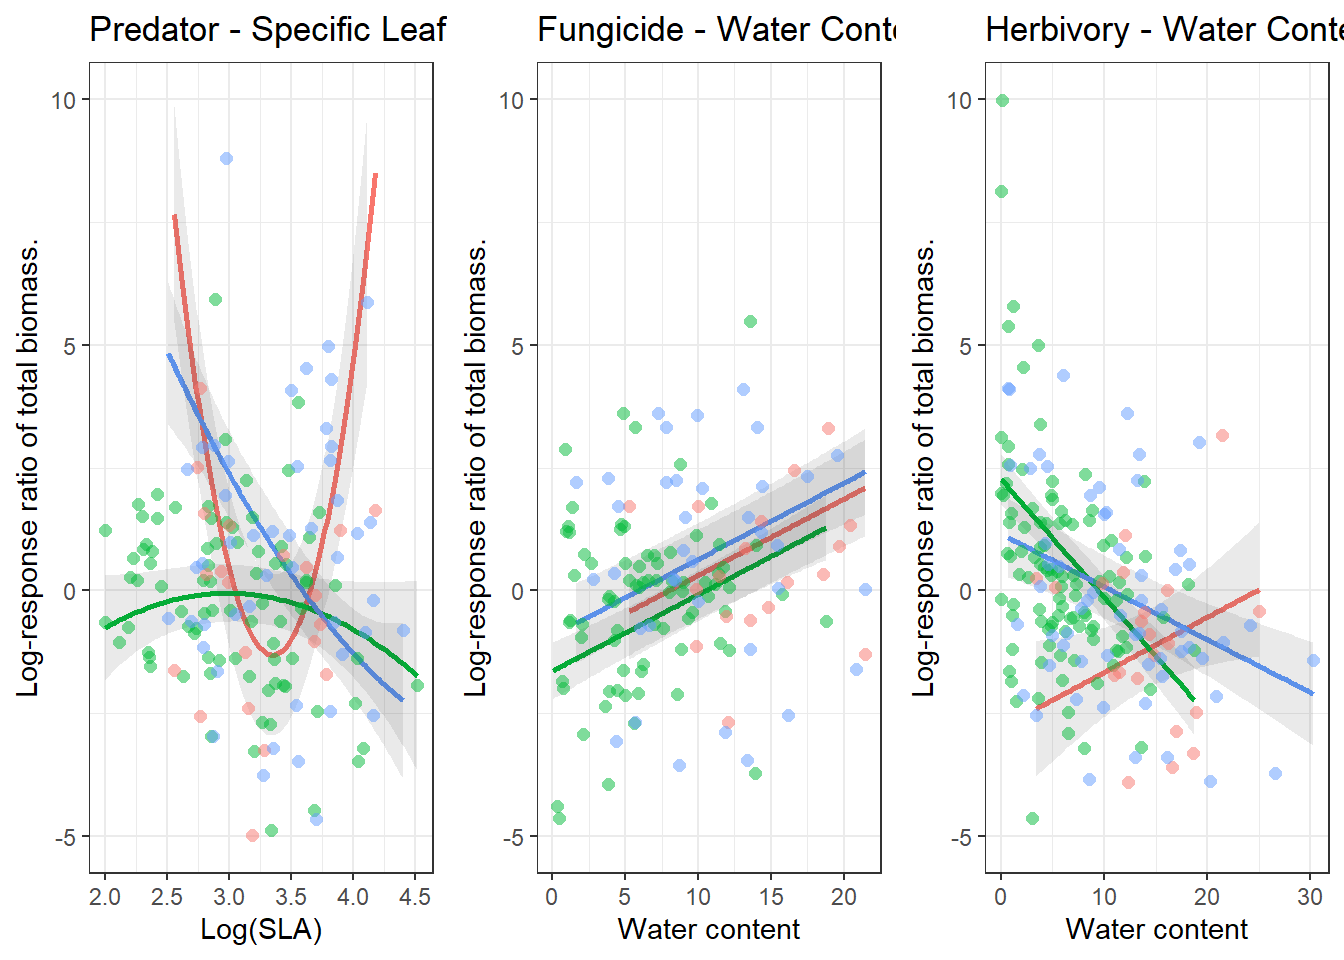 Predator - Specific Leaf
Fungicide - Water Conte
Herbivory - Water Conte
Log-response ratio of total biomass.
10
5
0
-5
2.0 2.5 3.0 3.5 4.0 4.5
Log(SLA)
Log-response ratio of total biomass.
10
5
0
-5
0 5 10 15 20
Water content
Log-response ratio of total biomass.
10
5
0
-5
0 10 20 30
Water content